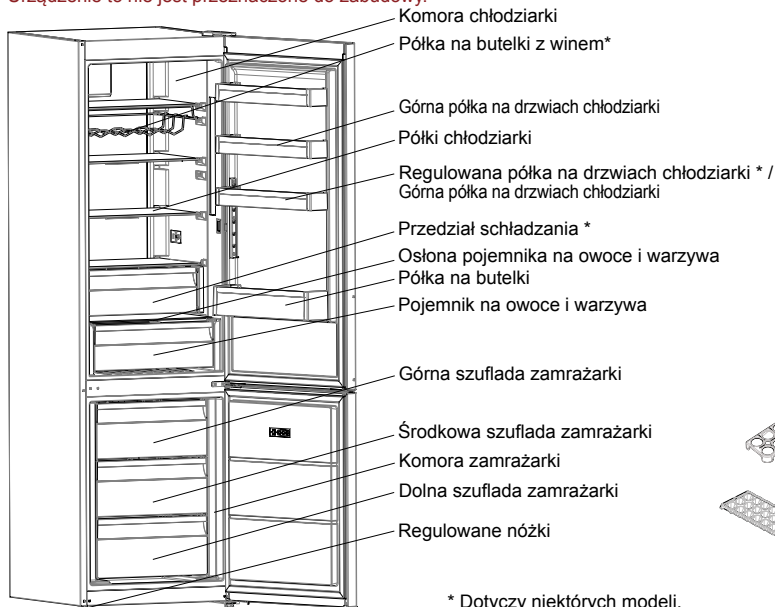 Urządzenie to nie jest przeznaczone do zabudowy.
Komora chłodziarki
Półka na butelki z winem*
Górna półka na drzwiach chłodziarki
Półki chłodziarki
Regulowana półka na drzwiach chłodziarki * /
Górna półka na drzwiach chłodziarki
Przedział schładzania *
Osłona pojemnika na owoce i warzywa
Półka na butelki
Pojemnik na owoce i warzywa
Górna szuflada zamrażarki
Środkowa szuflada zamrażarki
Komora zamrażarki
Dolna szuflada zamrażarki
Regulowane nóżki
* Dotyczy niektórych modeli.